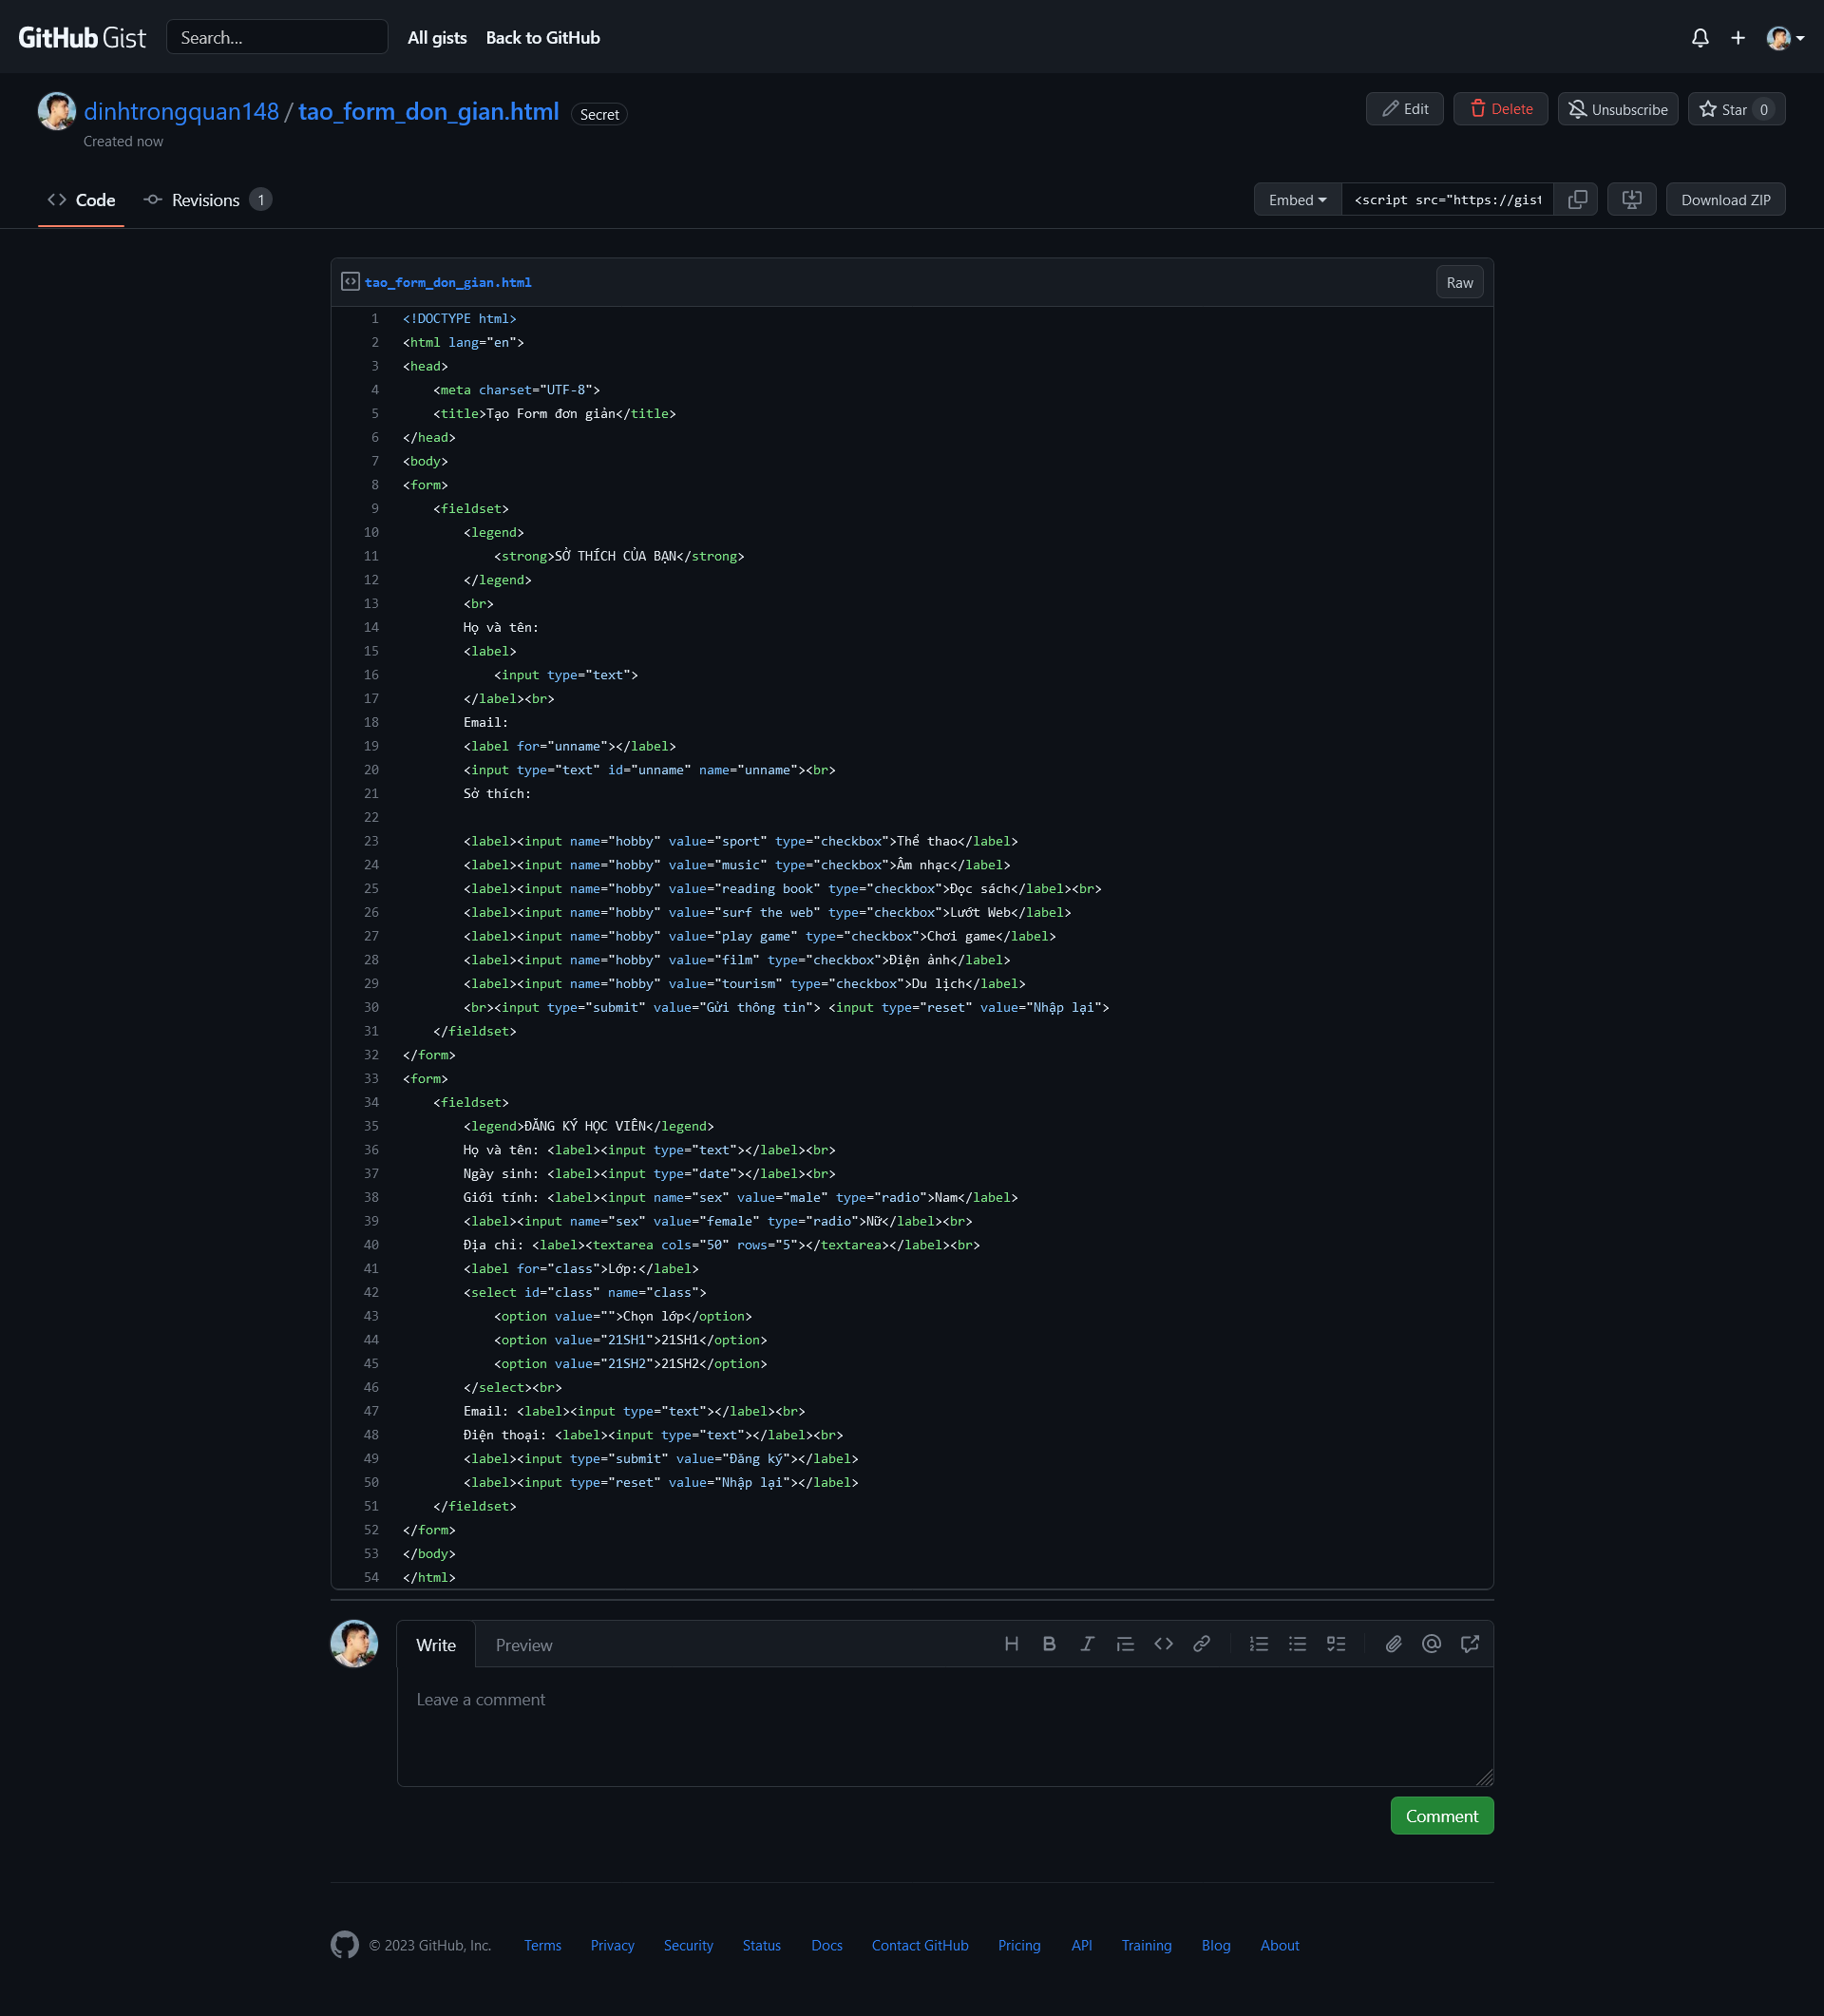 GitHub Gist Search... All gists Back to GitHub
dinhtrongquan148 / tao_form_don_gian.html Secret Edit Delete Unsubscribe Star 0
Created now
Code Revisions 1 Embed <script src="https://gist Download ZIP
tao_form_don_gian.html Raw
1 <!DOCTYPE html>
2 <html lang="en">
3 <head>
4     <meta charset="UTF-8">
5     <title>Tạo Form đơn giản</title>
6 </head>
7 <body>
8 <form>
9     <fieldset>
10         <legend>
11             <strong>SỞ THÍCH CỦA BẠN</strong>
12         </legend>
13         <br>
14         Họ và tên:
15         <label>
16             <input type="text">
17         </label><br>
18         Email:
19         <label for="unname"></label>
20         <input type="text" id="unname" name="unname"><br>
21         Sở thích:
22
23         <label><input name="hobby" value="sport" type="checkbox">Thể thao</label>
24         <label><input name="hobby" value="music" type="checkbox">Âm nhạc</label>
25         <label><input name="hobby" value="reading book" type="checkbox">Đọc sách</label><br>
26         <label><input name="hobby" value="surf the web" type="checkbox">Lướt Web</label>
27         <label><input name="hobby" value="play game" type="checkbox">Chơi game</label>
28         <label><input name="hobby" value="film" type="checkbox">Điện ảnh</label>
29         <label><input name="hobby" value="tourism" type="checkbox">Du lịch</label>
30         <br><input type="submit" value="Gửi thông tin"> <input type="reset" value="Nhập lại">
31     </fieldset>
32 </form>
33 <form>
34     <fieldset>
35         <legend>ĐĂNG KÝ HỌC VIÊN</legend>
36         Họ và tên: <label><input type="text"></label><br>
37         Ngày sinh: <label><input type="date"></label><br>
38         Giới tính: <label><input name="sex" value="male" type="radio">Nam</label>
39         <label><input name="sex" value="female" type="radio">Nữ</label><br>
40         Địa chỉ: <label><textarea cols="50" rows="5"></textarea></label><br>
41         <label for="class">Lớp:</label>
42         <select id="class" name="class">
43             <option value="">Chọn lớp</option>
44             <option value="21SH1">21SH1</option>
45             <option value="21SH2">21SH2</option>
46         </select><br>
47         Email: <label><input type="text"></label><br>
48         Điện thoại: <label><input type="text"></label><br>
49         <label><input type="submit" value="Đăng ký"></label>
50         <label><input type="reset" value="Nhập lại"></label>
51     </fieldset>
52 </form>
53 </body>
54 </html>
Write Preview
Leave a comment
Comment
© 2023 GitHub, Inc. Terms Privacy Security Status Docs Contact GitHub Pricing API Training Blog About